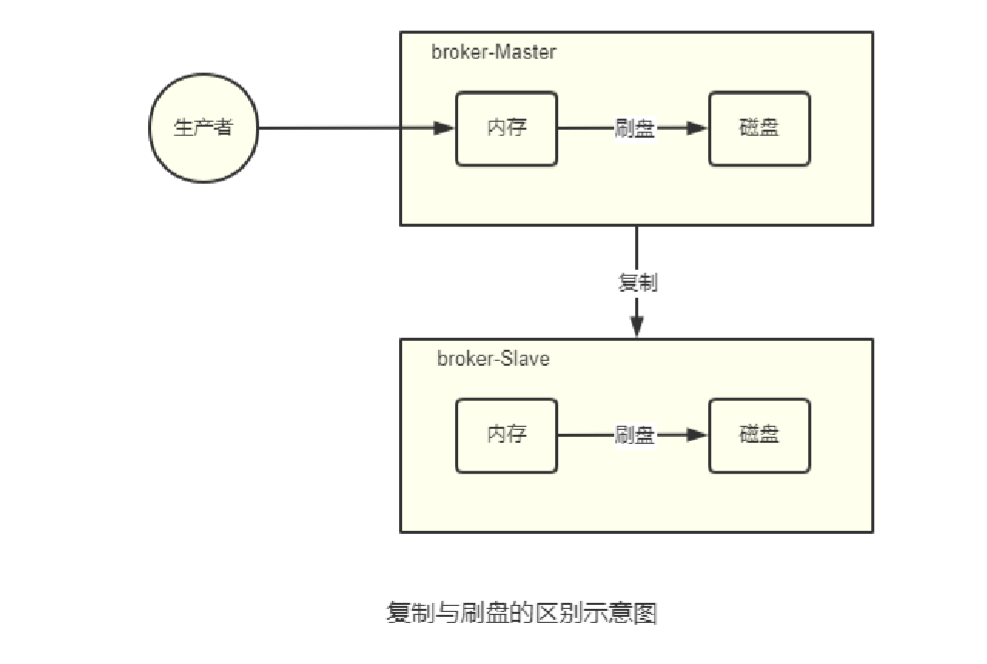 broker-Master
生产者
内存
刷盘
磁盘
复制
broker-Slave
内存
刷盘
磁盘
复制与刷盘的区别示意图